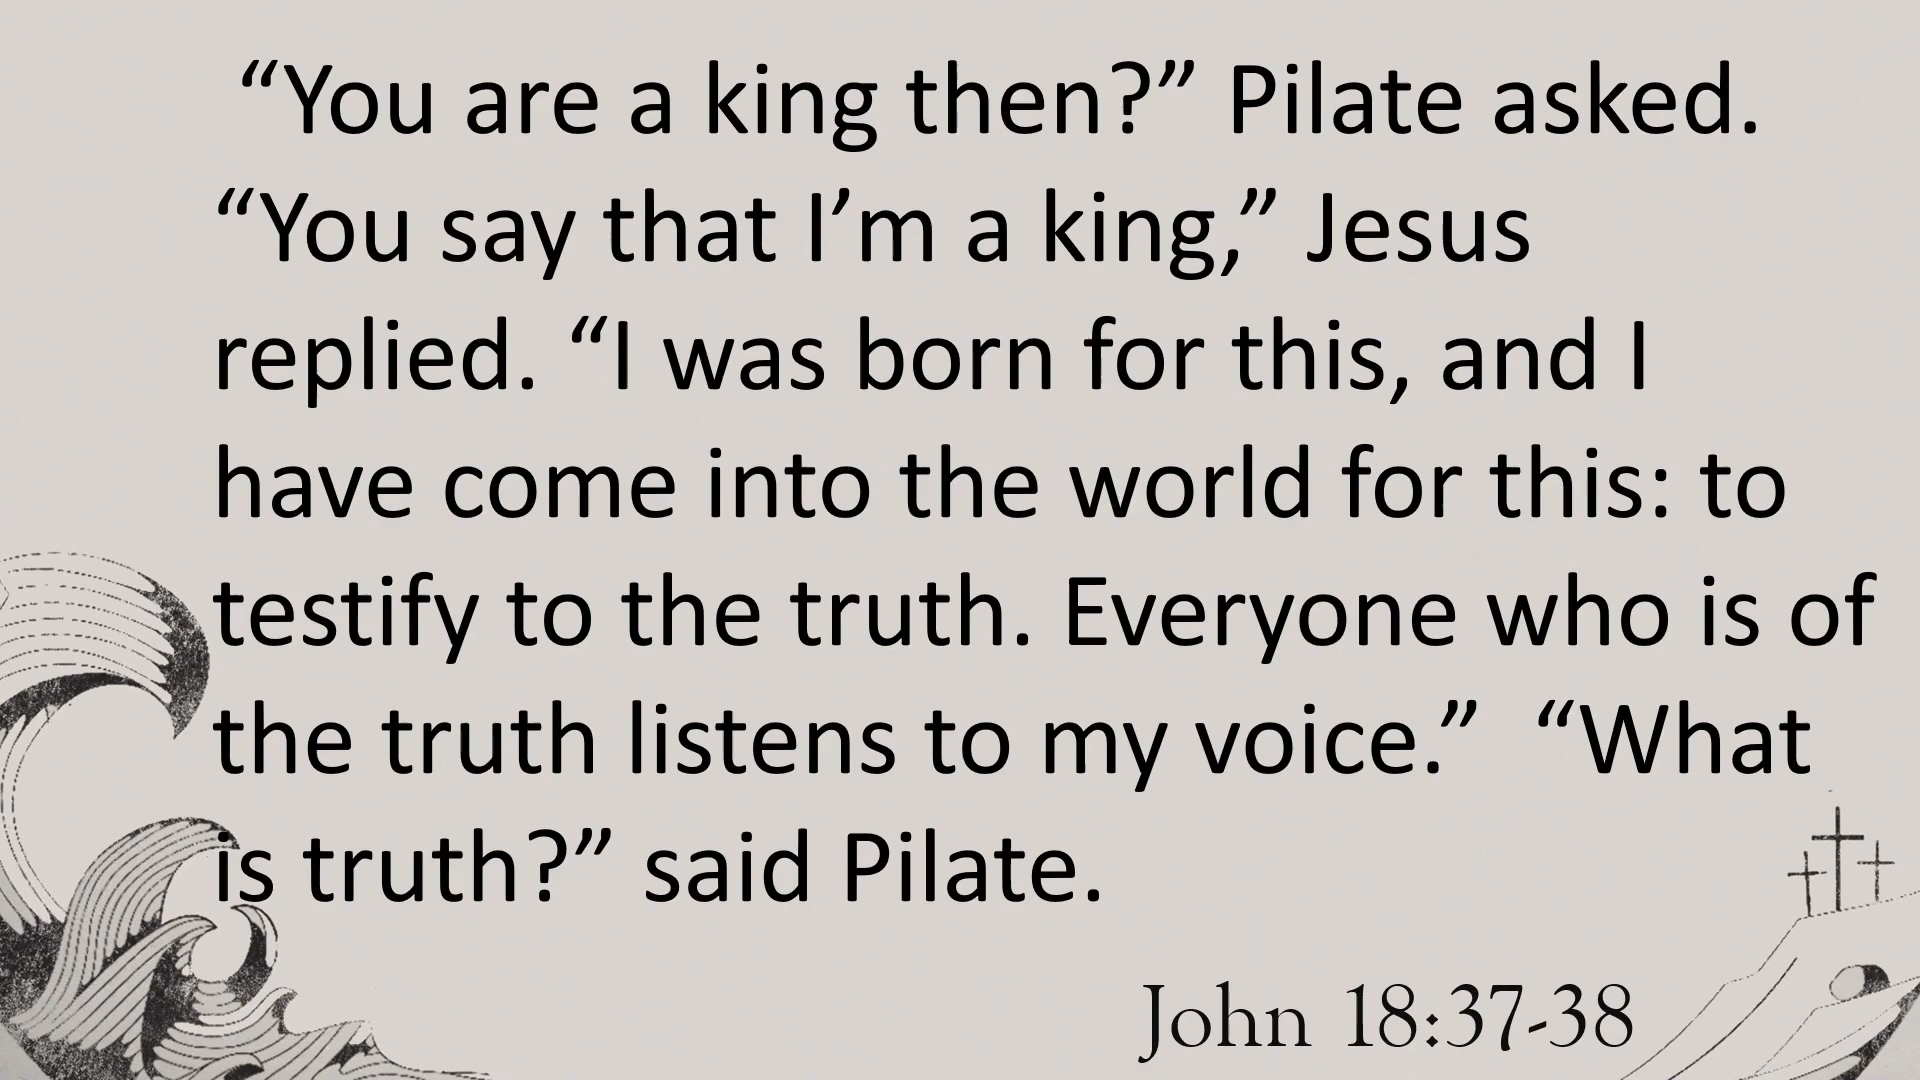 “You are a king then?” Pilate asked.
“You say that I’m a king,” Jesus
replied. “I was born for this, and I
have come into the world for this: to
testify to the truth. Everyone who is of
the truth listens to my voice.” “What
is truth?” said Pilate.
John 18:37-38